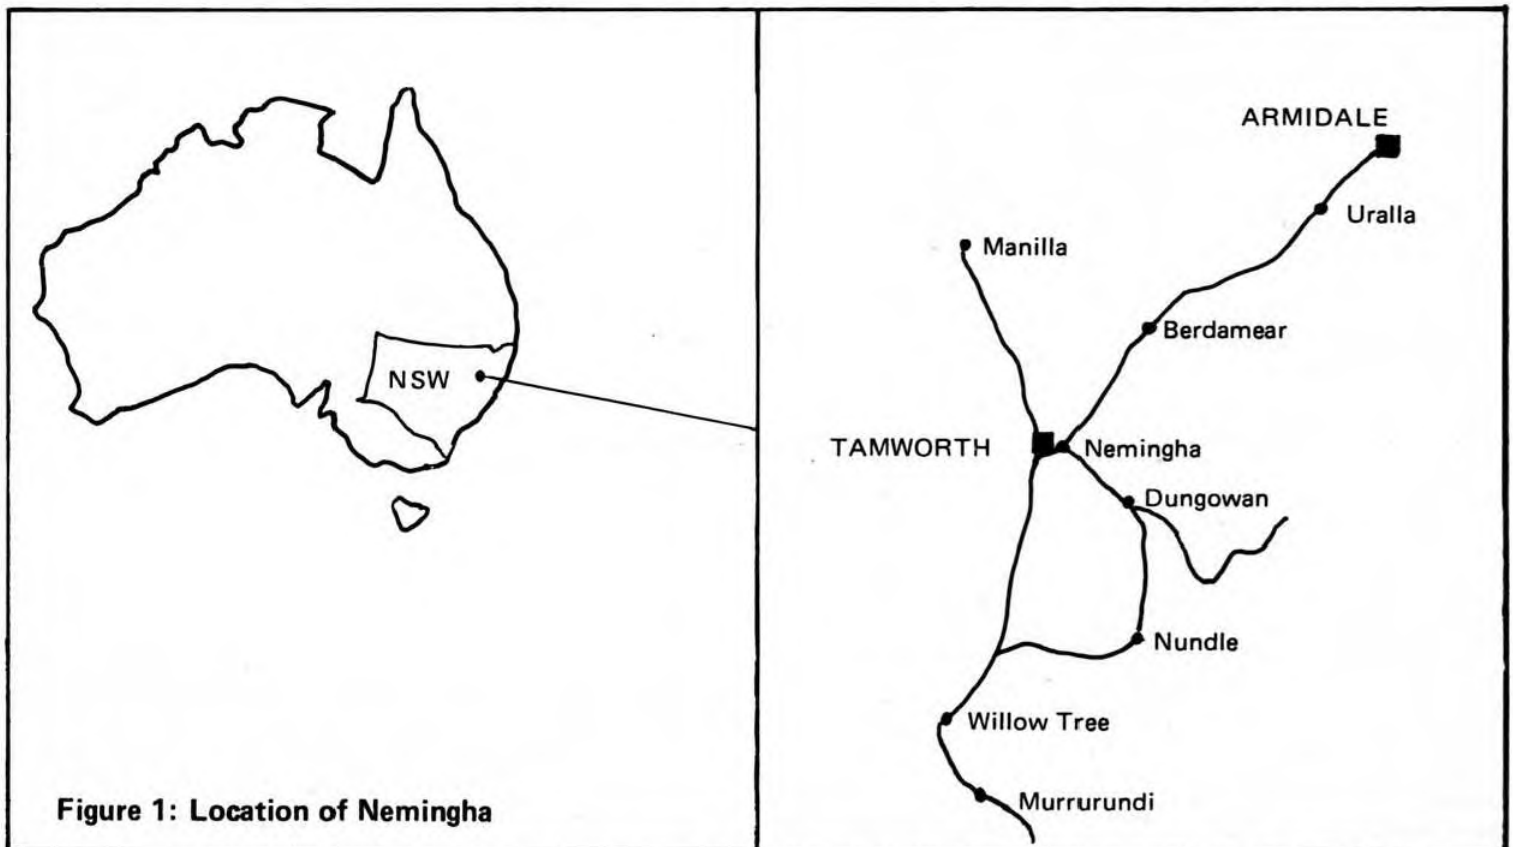 NSW
Figure 1: Location of Nemingha
ARMIDALE
Uralla
Manilla
Berdamear
TAMWORTH
Nemingha
Dungowan
Nundle
Willow Tree
Murrurundi